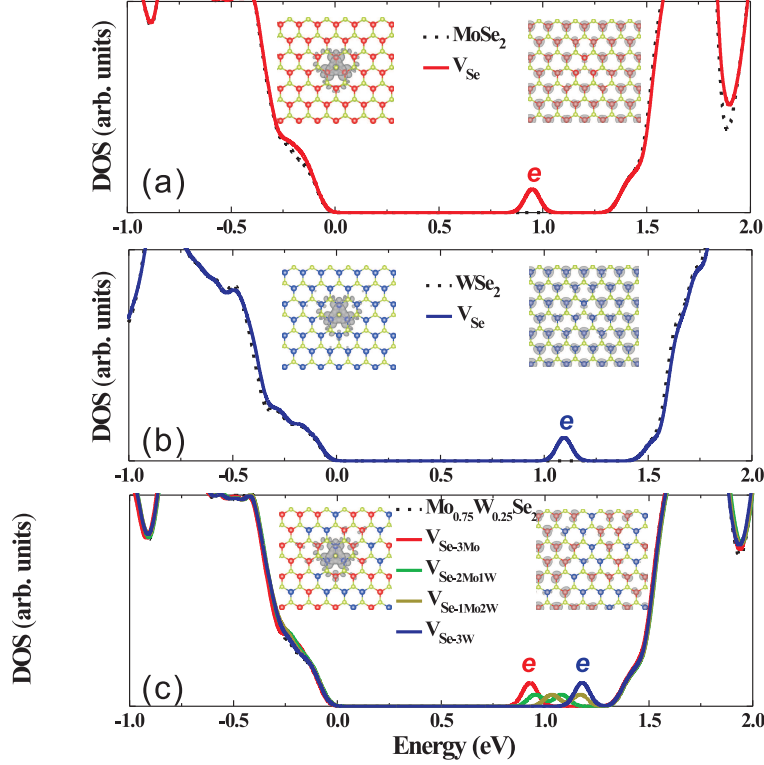 DOS (arb. units)
MoSe2
VSe
e
(a)
-1.0 -0.5 0.0 0.5 1.0 1.5 2.0
DOS (arb. units)
WSe2
VSe
e
(b)
-1.0 -0.5 0.0 0.5 1.0 1.5 2.0
DOS (arb. units)
DOS (arb. units)
Mo0.75W0.25Se2
VSe-3Mo
VSe-2Mo1W
VSe-1Mo2W
VSe-3W
e e
(c)
-1.0 -0.5 0.0 0.5 1.0 1.5 2.0
Energy (eV)